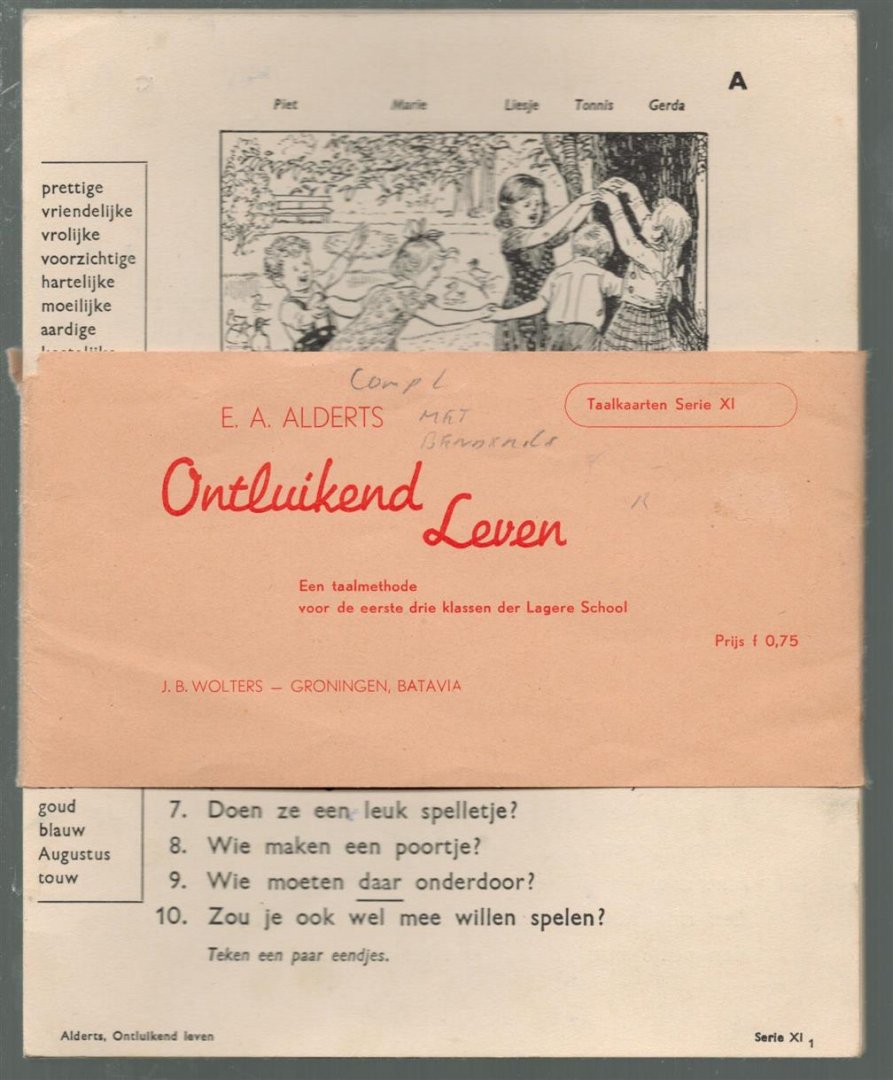 A
Piet Marie Liesje Tonnis Gerda
prettige
vriendelijke
vrolijke
voorzichtige
hartelijke
moeilijke
aardige
Compl
MET
E. A. ALDERTS
Taalkaarten Serie XI
Ontluikend
Leven
Een taalmethode
voor de eerste drie klassen der Lagere School
Prijs f 0,75
J. B. WOLTERS — GRONINGEN, BATAVIA
goud
blauw
Augustus
touw
7. Doen ze een leuk spelletje?
8. Wie maken een poortje?
9. Wie moeten daar onderdoor?
10. Zou je ook wel mee willen spelen?
Teken een paar eendjes.
Alderts, Ontluikend leven
Serie XI 1